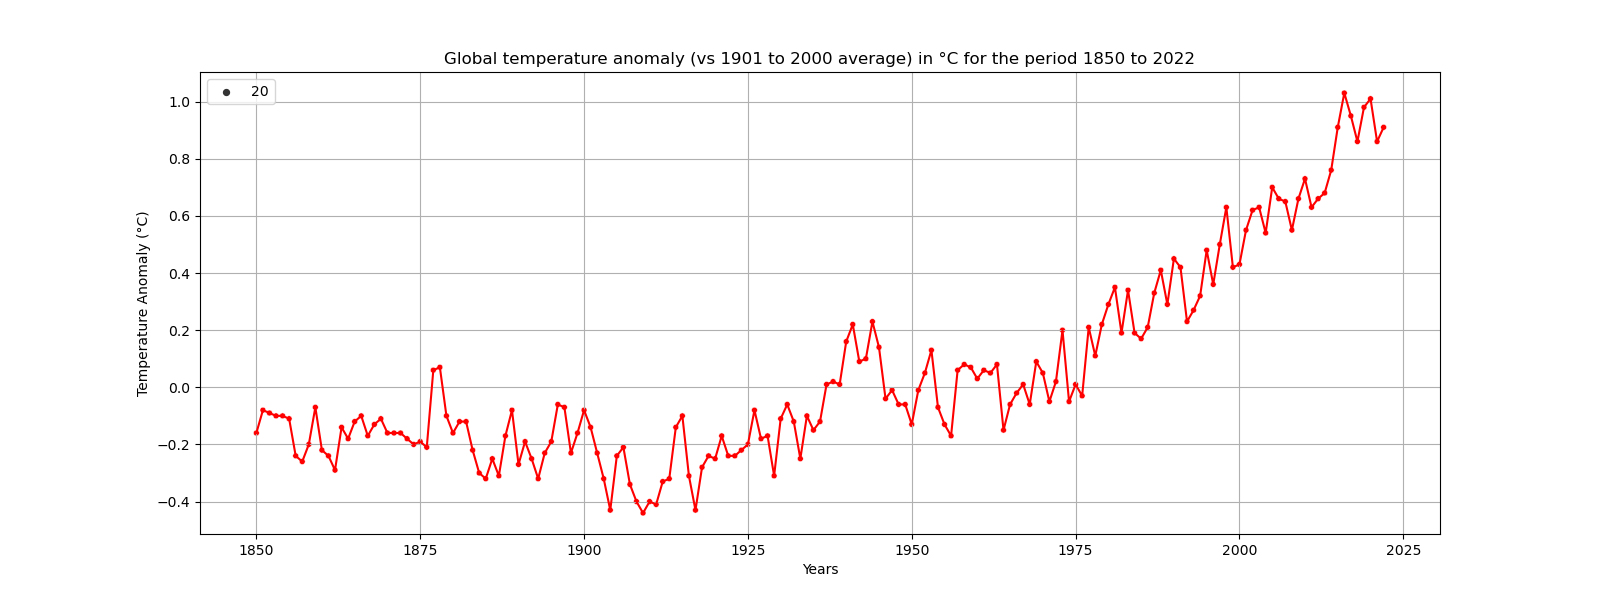 Global temperature anomaly (vs 1901 to 2000 average) in °C for the period 1850 to 2022
20
1.0
0.8
0.6
0.4
0.2
0.0
−0.2
−0.4
Temperature Anomaly (°C)
1850 1875 1900 1925 1950 1975 2000 2025
Years